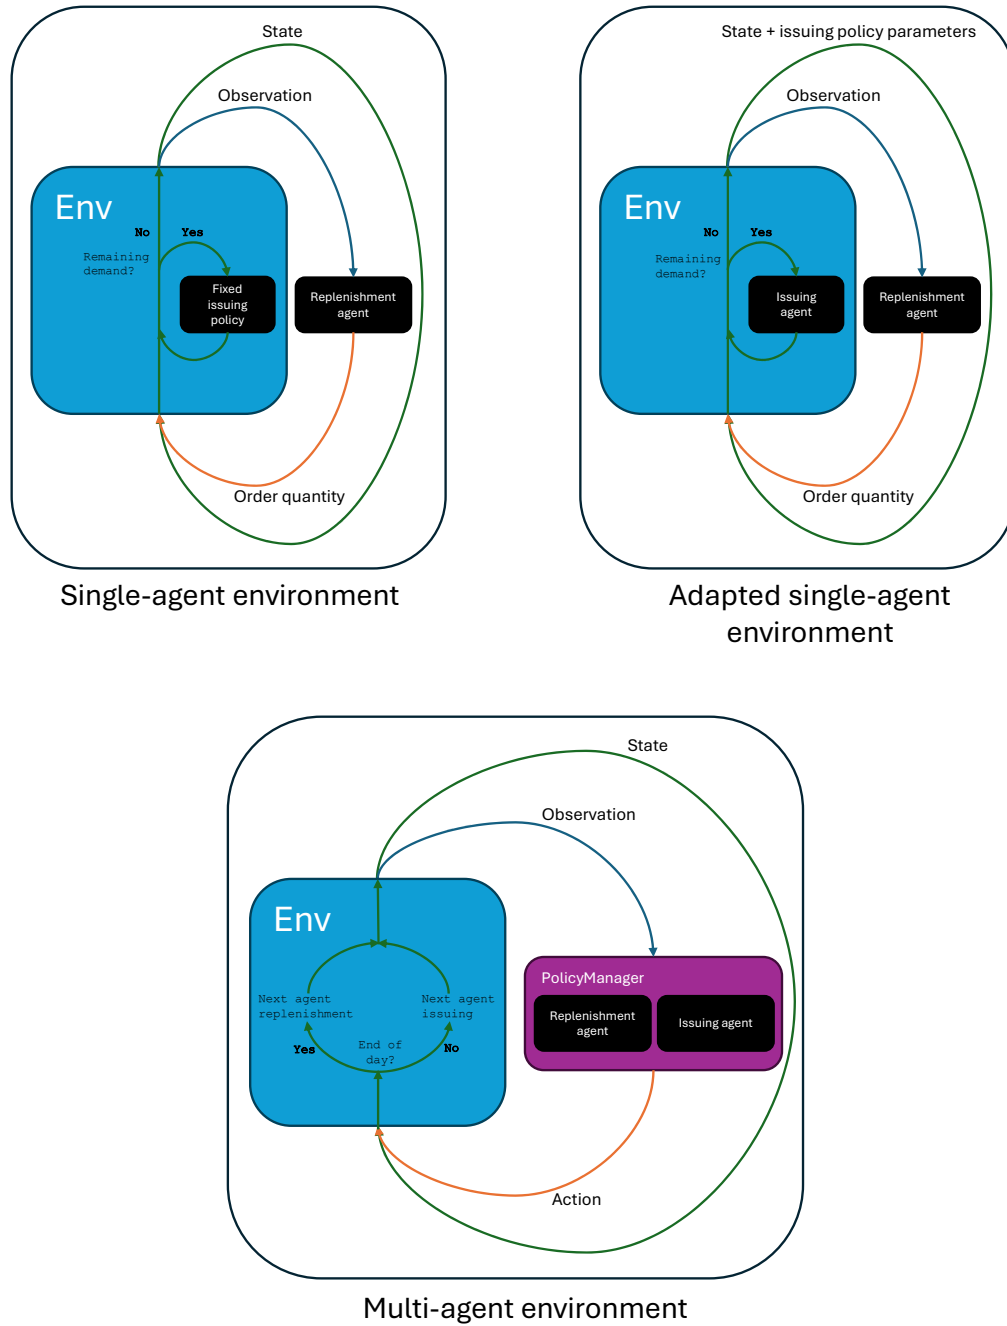 State
Observation
Env
No
Yes
Remaining
demand?
Fixed
issuing
policy
Replenishment
agent
Order quantity
Single-agent environment
State + issuing policy parameters
Observation
Env
No
Yes
Remaining
demand?
Issuing
agent
Replenishment
agent
Order quantity
Adapted single-agent
environment
State
Observation
Env
Next agent
replenishment
Next agent
issuing
Yes
End of
day?
No
PolicyManager
Replenishment
agent
Issuing agent
Action
Multi-agent environment